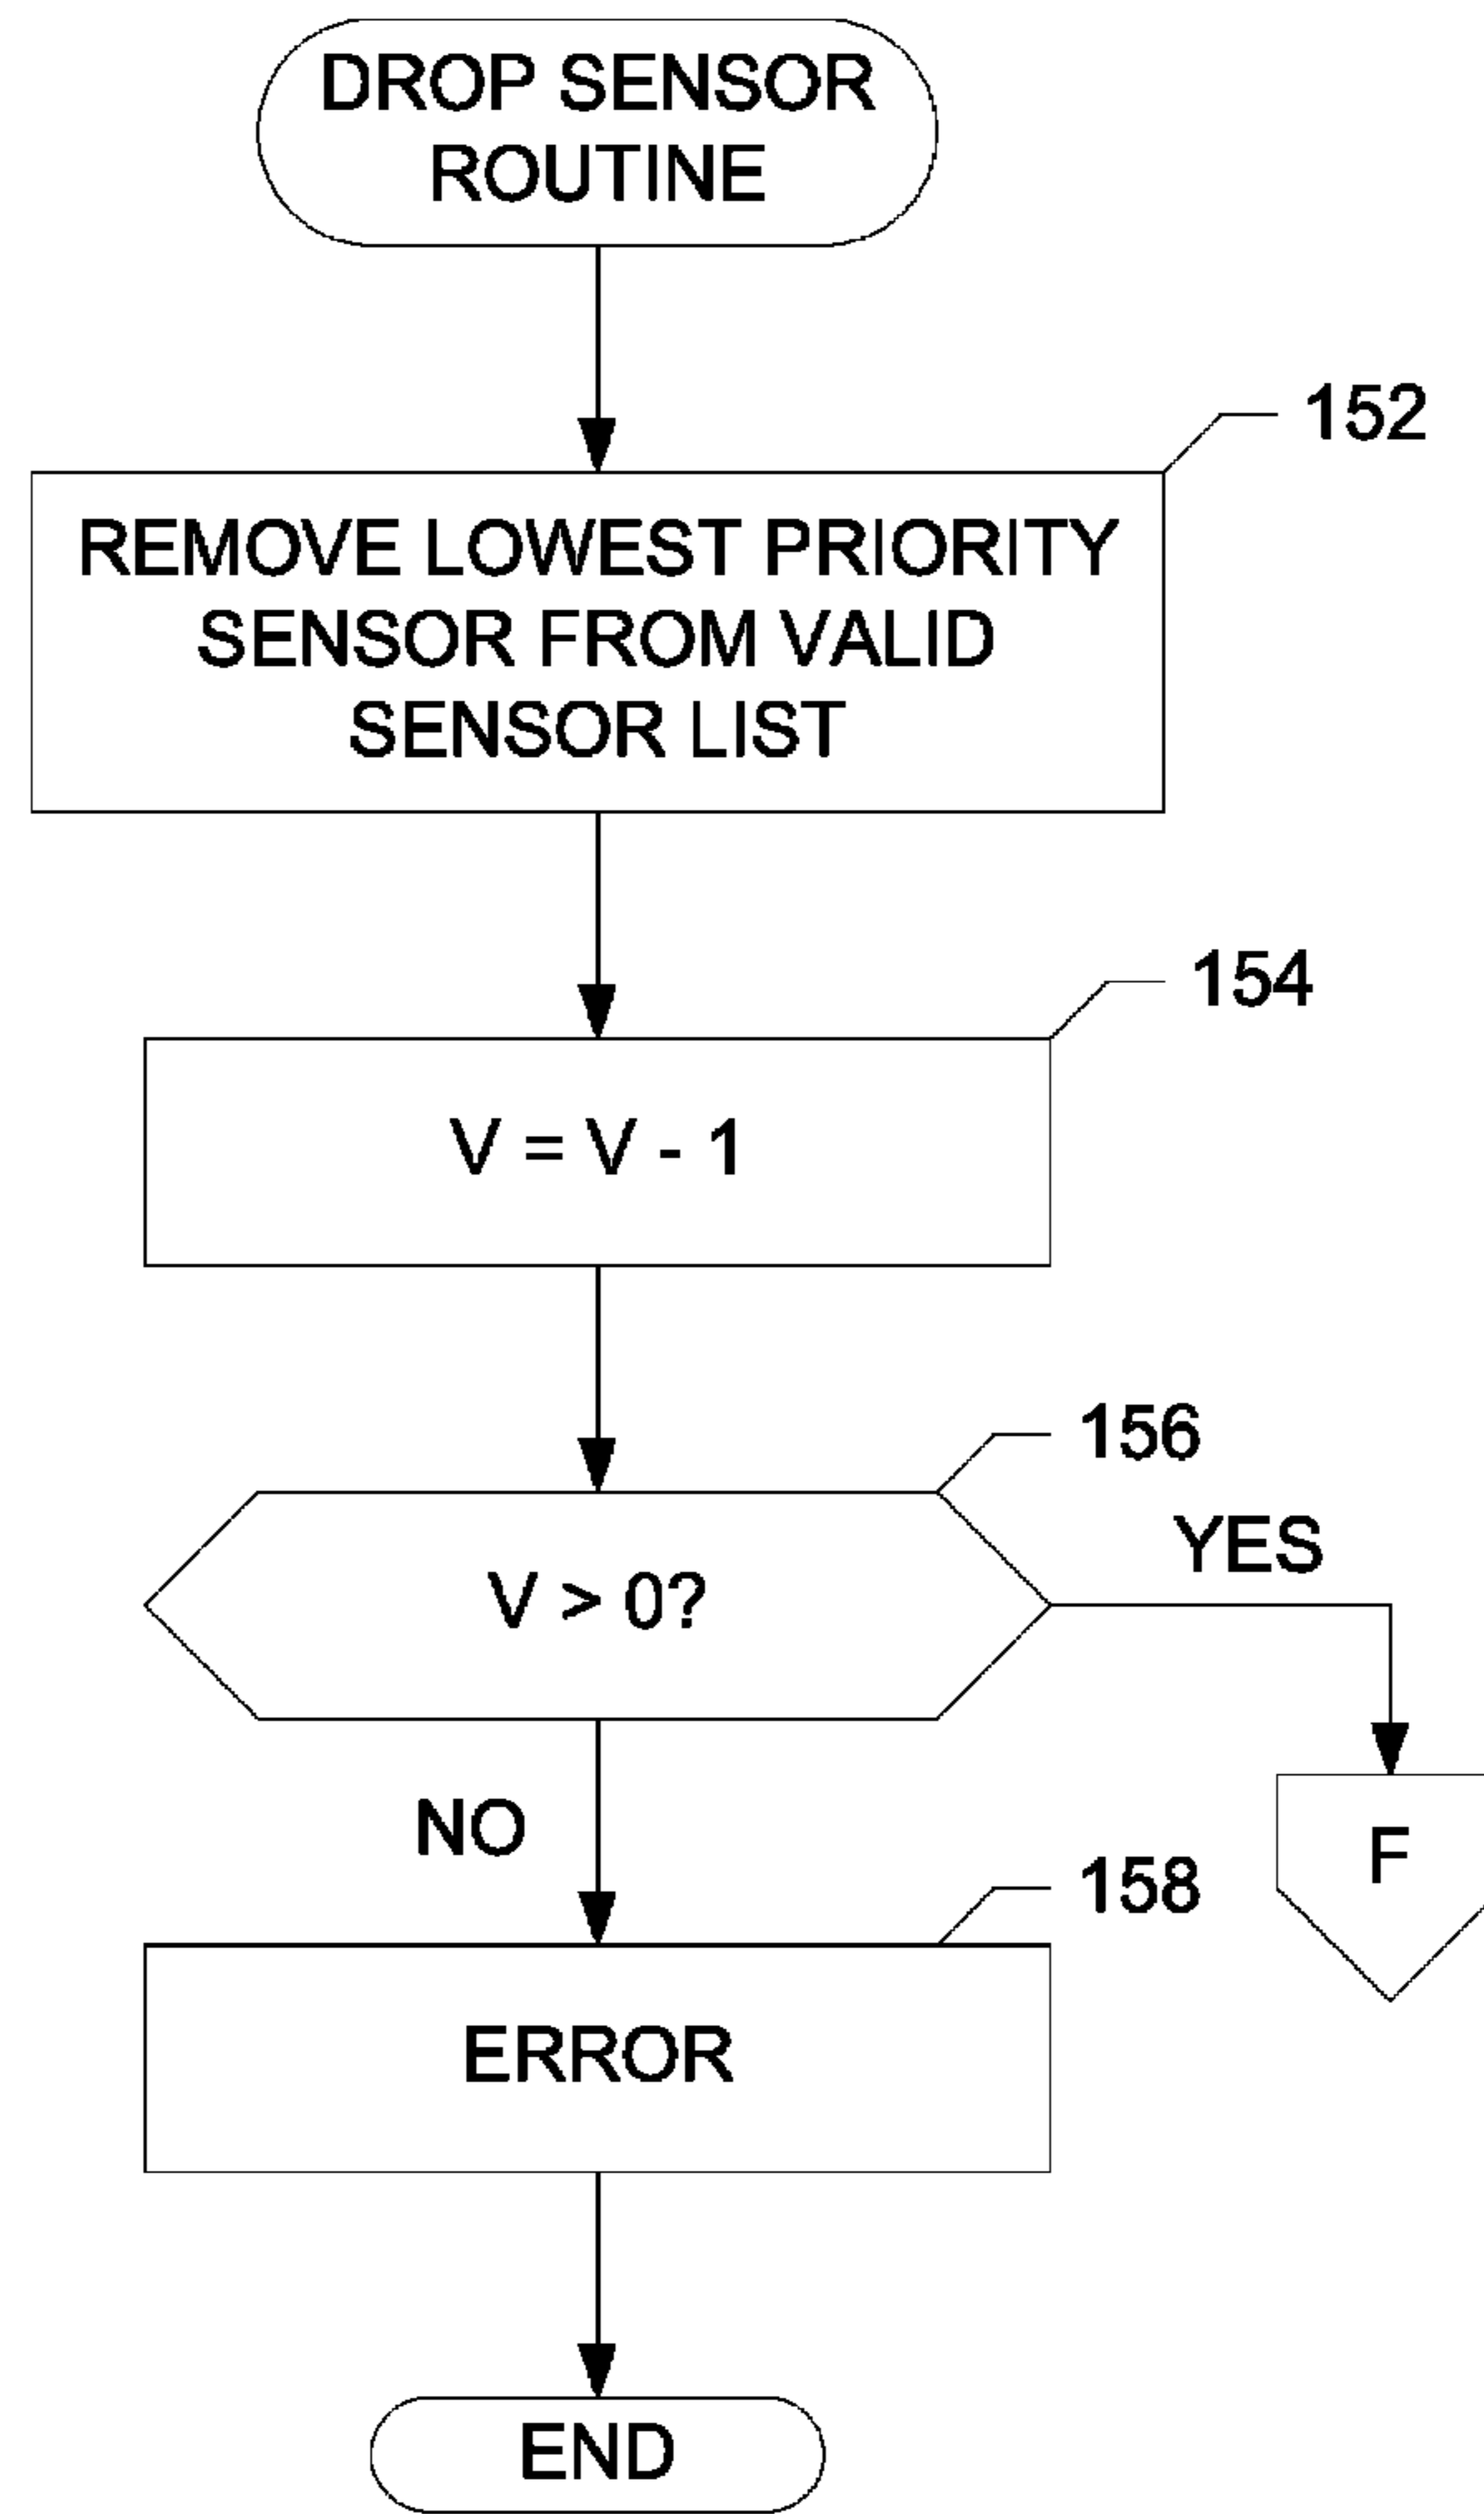 DROP SENSOR
ROUTINE
152
REMOVE LOWEST PRIORITY
SENSOR FROM VALID
SENSOR LIST
154
V = V - 1
156
YES
V > 0?
NO
F
158
ERROR
END